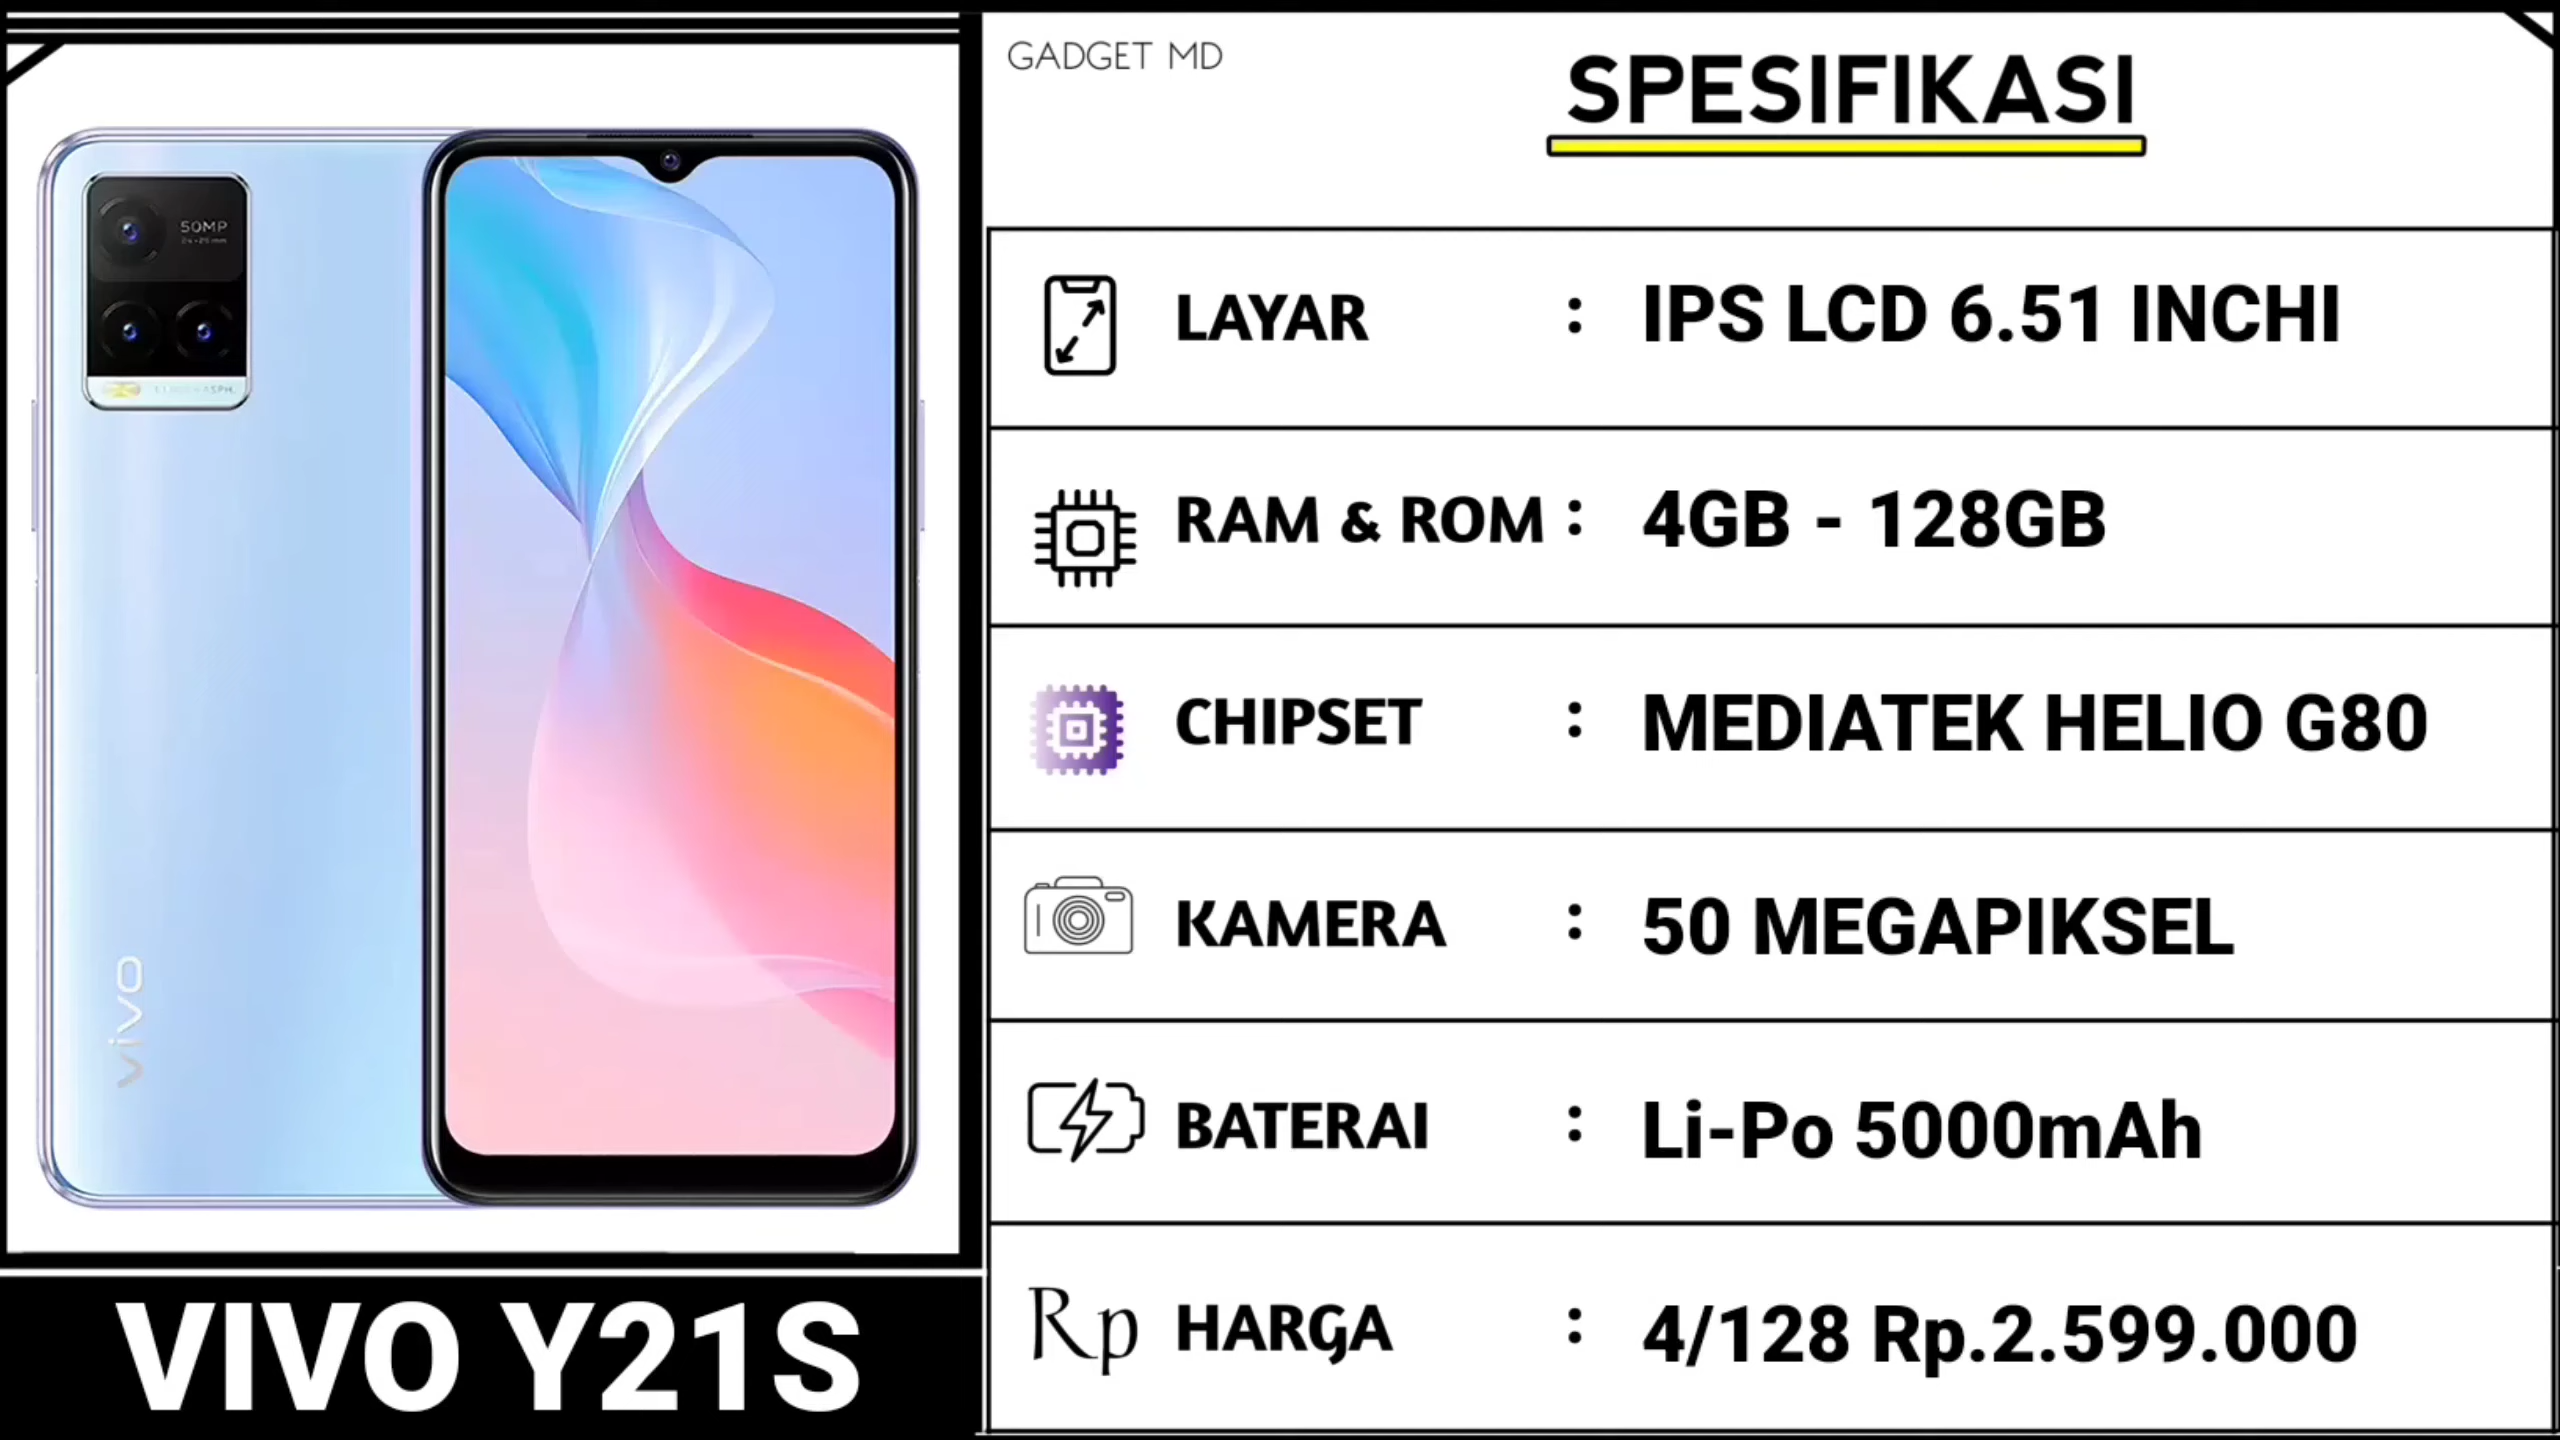 GADGET MD
SPESIFIKASI
50MP
vivo
VIVO Y21S
LAYAR : IPS LCD 6.51 INCHI
RAM & ROM : 4GB - 128GB
CHIPSET : MEDIATEK HELIO G80
KAMERA : 50 MEGAPIKSEL
BATERAI : Li-Po 5000mAh
Rp HARGA : 4/128 Rp.2.599.000